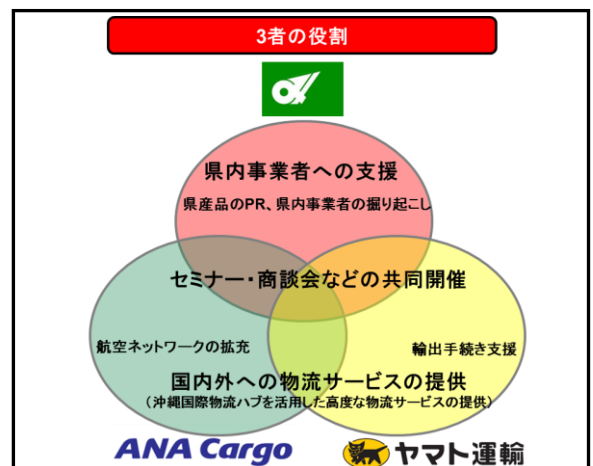 3者の役割
県内事業者への支援
県産品のPR、県内事業者の掘り起こし
セミナー・商談会などの共同開催
航空ネットワークの拡充
輸出手続き支援
国内外への物流サービスの提供
（沖縄国際物流ハブを活用した高度な物流サービスの提供）
ANA Cargo
ヤマト運輸